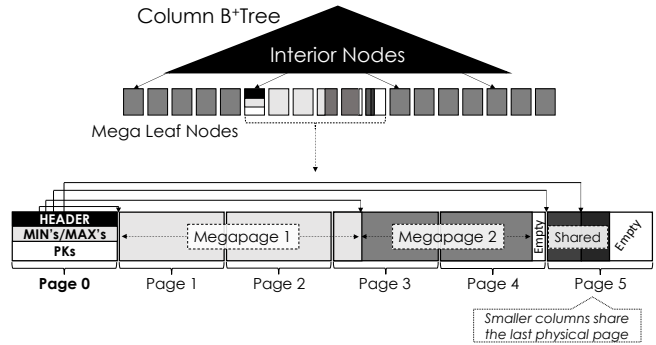 Column B⁺Tree
Interior Nodes
Mega Leaf Nodes
HEADER
MIN's/MAX's
PKs
Megapage 1
Megapage 2
Empty
Shared
Empty
Page 0
Page 1
Page 2
Page 3
Page 4
Page 5
Smaller columns share
the last physical page